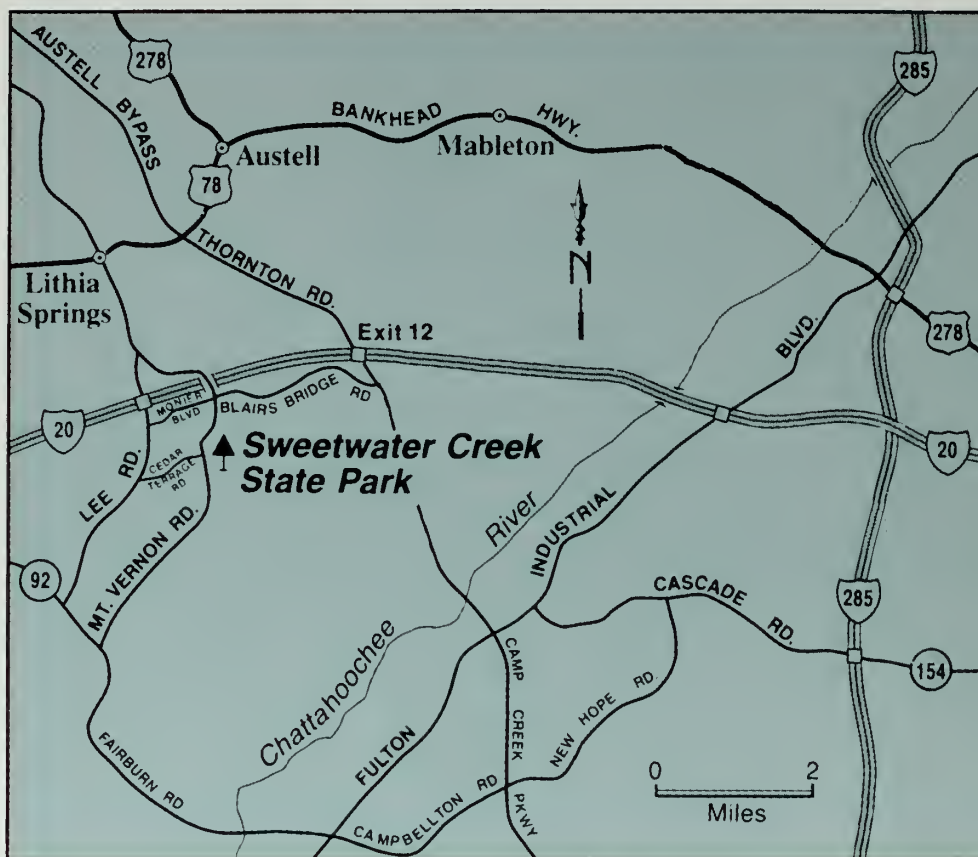 AUSTELL BYPASS
278
285
BANKHEAD HWY.
Mableton
Austell
78
THORNTON RD.
Lithia
Springs
N
Exit 12
BLVD.
278
MONIER
BLVD
BLAIRS BRIDGE RD
20
Sweetwater Creek
State Park
20
CEDAR
TERRACE
RD
LEE RD.
MT. VERNON RD.
River
INDUSTRIAL
92
CASCADE RD.
285
154
CAMP CREEK PKWY
NEW HOPE RD.
Chattahoochee
FULTON
FAIRBURN RD
CAMPBELLTON RD
0 2
Miles